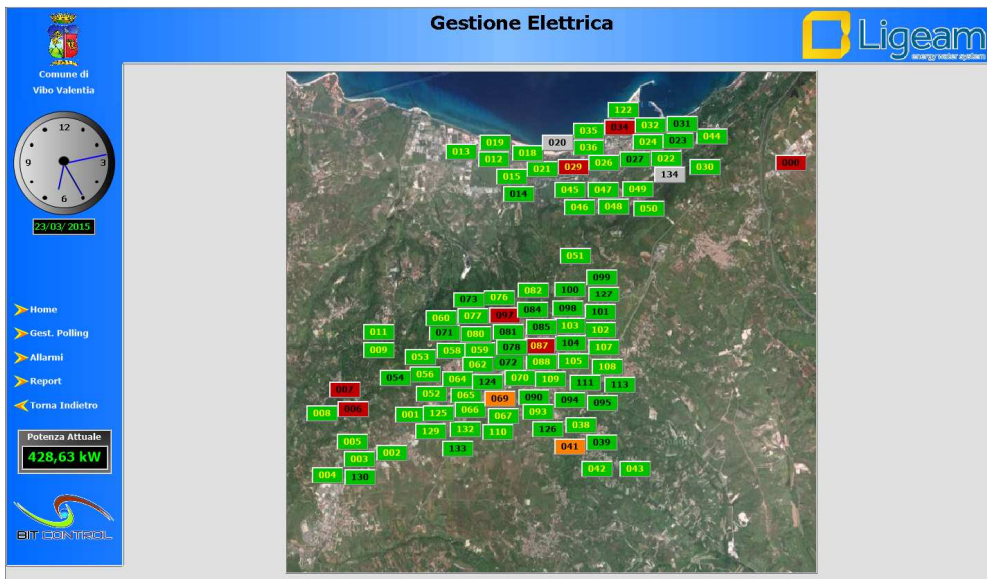 Gestione Elettrica
Ligeam
energy water system
Comune di
Vibo Valentia
12
9 3
6
23/03/2015
Home
Gest. Polling
Allarmi
Report
Torna Indietro
Potenza Attuale
428,63 kW
BIT CONTROL
122
035 034 032 031
019 020 036 024 023 044
013 012 018 026 027 022 030 000
015 021 029 134
014 045 047 049
046 048 050
051
099
082 100 127
073 076
060 077 097 084 098 101
011 071 080 081 085 103 102
009 053 058 059 078 087 104 107
062 072 088 105 108
054 056 064 124 070 109 111 113
007 052 065 069 090 094 095
008 006 001 125 066 067 093
129 132 110 126 038
005 133 041 039
003 002
004 130 042 043